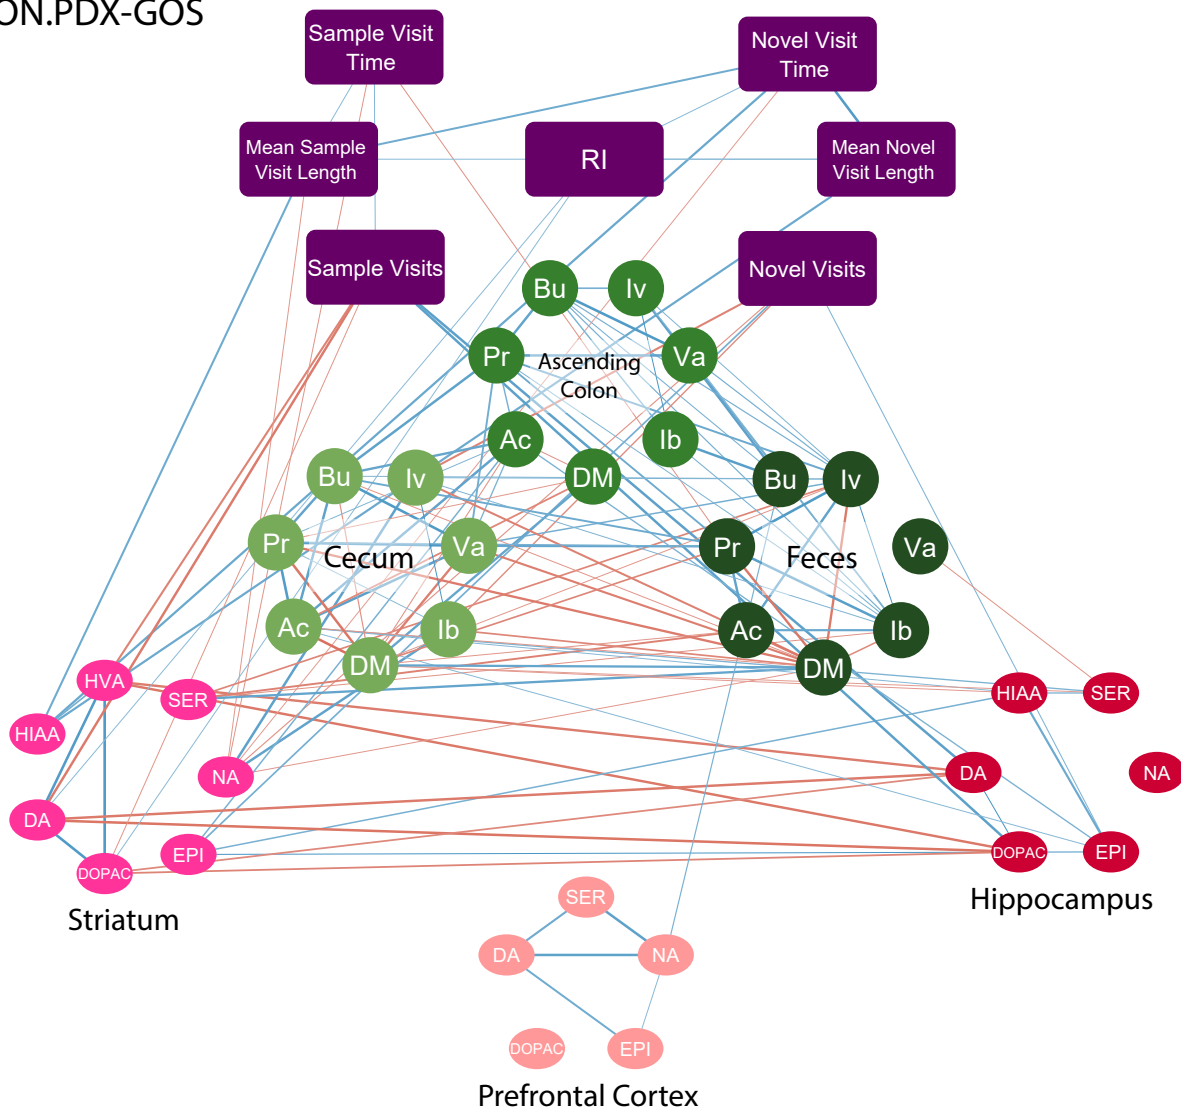 ON.PDX-GOS
Sample Visit
Time
Novel Visit
Time
Mean Sample
Visit Length
RI
Mean Novel
Visit Length
Sample Visits
Novel Visits
Bu
Iv
Pr
Va
Ascending
Colon
Ac
Ib
DM
Bu
Iv
Pr
Va
Cecum
Ac
Ib
DM
Bu
Iv
Pr
Va
Feces
Ac
Ib
DM
HVA
SER
HIAA
NA
DA
EPI
DOPAC
Striatum
HIAA
SER
DA
NA
DOPAC
EPI
Hippocampus
SER
DA
NA
DOPAC
EPI
Prefrontal Cortex